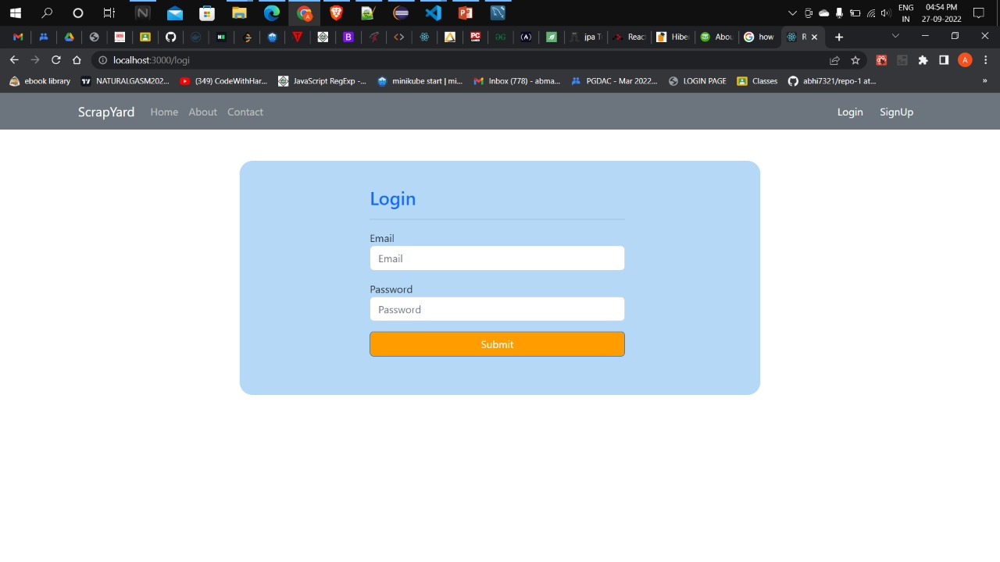 ENG 04:54 PM
IN 27-09-2022
jpa T
React
Hiber
Abou
how
R
localhost:3000/logi
ebook library NATURALGASM202... (349) CodeWithHar... JavaScript RegExp -... minikube start | mi... Inbox (778) - abma... PGDAC - Mar 2022... LOGIN PAGE Classes abhi7321/repo-1 at... »
ScrapYard Home About Contact Login SignUp
Login
Email
Email
Password
Password
Submit